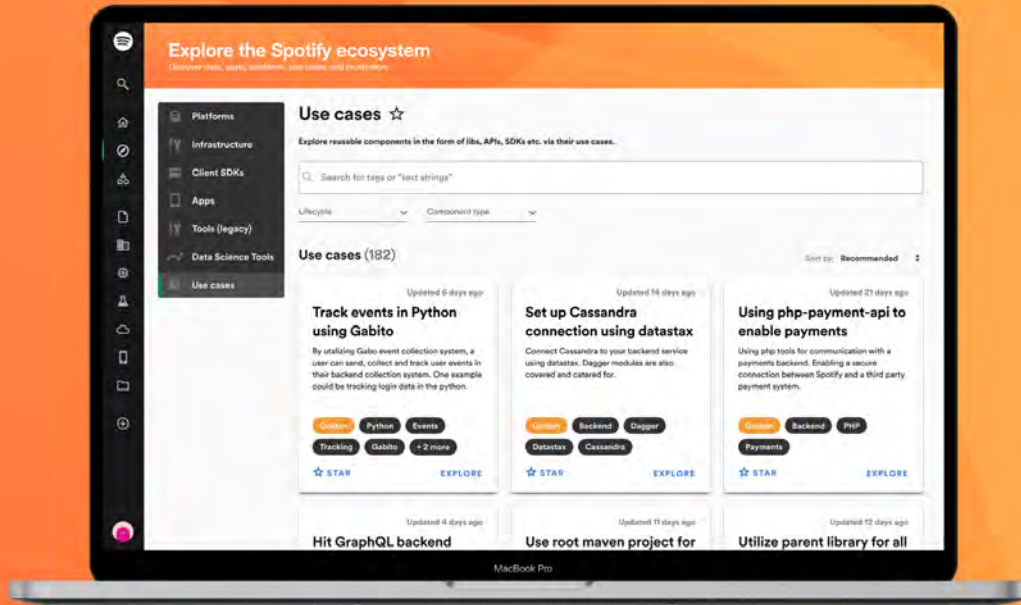 Explore the Spotify ecosystem
Platforms
Infrastructure
Client SDKs
Apps
Tools (legacy)
Data Science Tools
Use cases
Use cases
Explore reusable components in the form of libs, APIs, SDKs etc. via their use cases.
Search for tags or "text strings"
Lifecycle
Component type
Use cases (182)
Sort by: Recommended
Updated 6 days ago
Track events in Python
using Gabito
By utalizing Gabo event collection system, a
user can send, collect and track user events in
their backend collection system. One example
could be tracking login data in the python.
Golden Python Events
Tracking Gabito +2 more
STAR EXPLORE
Updated 14 days ago
Set up Cassandra
connection using datastax
Connect Cassandra to your backend service
using datastax. Dagger modules are also
covered and catered for.
Golden Backend Dagger
Datastax Cassandra
STAR EXPLORE
Updated 21 days ago
Using php-payment-api to
enable payments
Using php tools for communication with a
payments backend. Enabling a secure
connection between Spotify and a third party
payment system.
Golden Backend PHP
Payments
STAR EXPLORE
Updated 4 days ago
Hit GraphQL backend
Updated 11 days ago
Use root maven project for
Updated 12 days ago
Utilize parent library for all
MacBook Pro